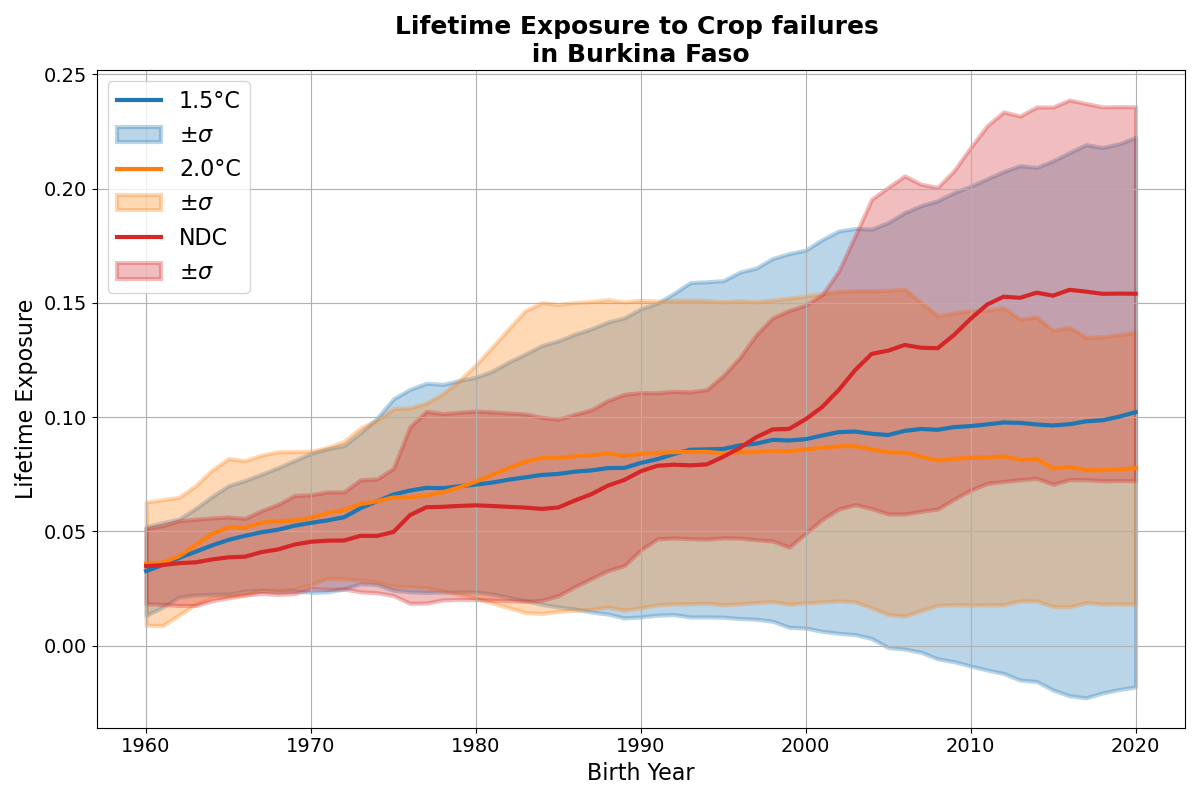 Lifetime Exposure to Crop failures
in Burkina Faso
0.25
0.20
0.15
0.10
0.05
0.00
Lifetime Exposure
1.5°C
±σ
2.0°C
±σ
NDC
±σ
1960 1970 1980 1990 2000 2010 2020
Birth Year